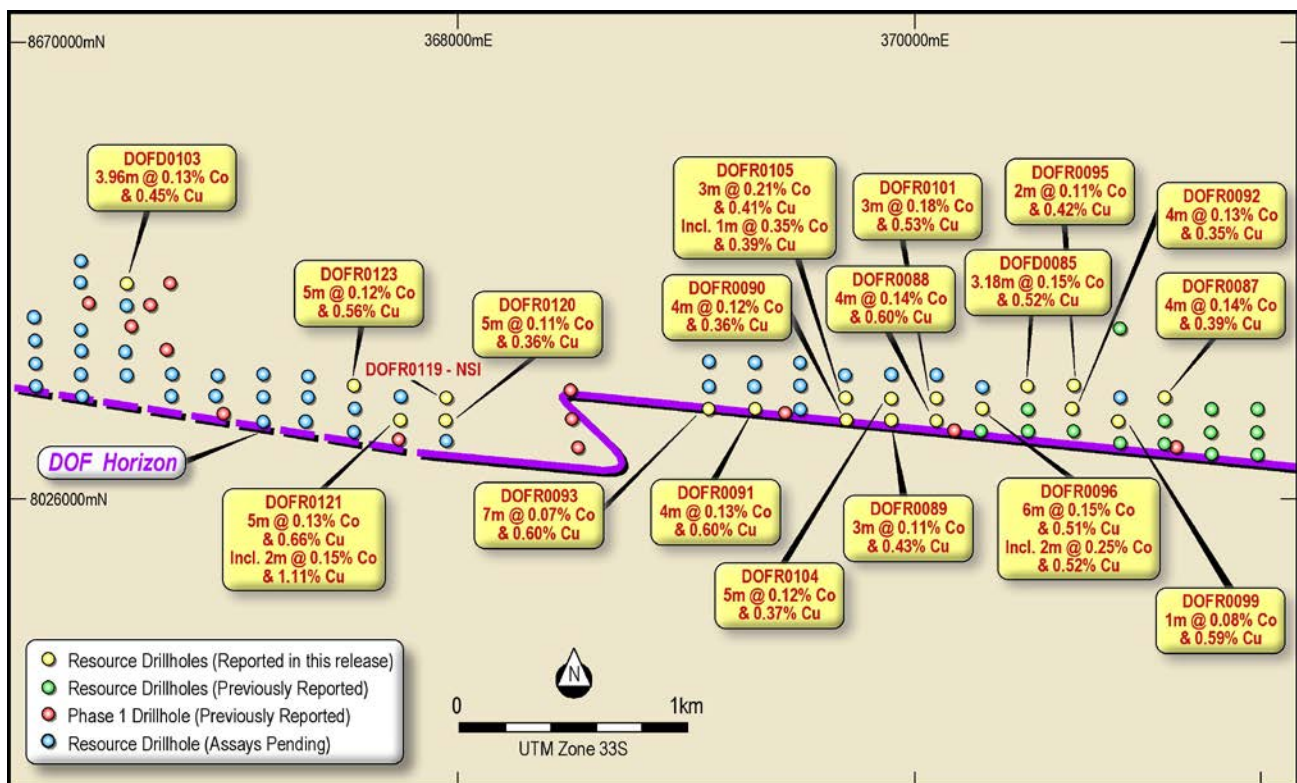 8670000mN
368000mE
370000mE
DOFD0103
3.96m @ 0.13% Co
& 0.45% Cu
DOFR0123
5m @ 0.12% Co
& 0.56% Cu
DOFR0119 - NSI
DOFR0120
5m @ 0.11% Co
& 0.36% Cu
DOFR0105
3m @ 0.21% Co
& 0.41% Cu
Incl. 1m @ 0.35% Co
& 0.39% Cu
DOFR0090
4m @ 0.12% Co
& 0.36% Cu
DOFR0101
3m @ 0.18% Co
& 0.53% Cu
DOFR0088
4m @ 0.14% Co
& 0.60% Cu
DOFR0095
2m @ 0.11% Co
& 0.42% Cu
DOFD0085
3.18m @ 0.15% Co
& 0.52% Cu
DOFR0092
4m @ 0.13% Co
& 0.35% Cu
DOFR0087
4m @ 0.14% Co
& 0.39% Cu
DOF Horizon
8026000mN
DOFR0121
5m @ 0.13% Co
& 0.66% Cu
Incl. 2m @ 0.15% Co
& 1.11% Cu
DOFR0093
7m @ 0.07% Co
& 0.60% Cu
DOFR0091
4m @ 0.13% Co
& 0.60% Cu
DOFR0104
5m @ 0.12% Co
& 0.37% Cu
DOFR0089
3m @ 0.11% Co
& 0.43% Cu
DOFR0096
6m @ 0.15% Co
& 0.51% Cu
Incl. 2m @ 0.25% Co
& 0.52% Cu
DOFR0099
1m @ 0.08% Co
& 0.59% Cu
Resource Drillholes (Reported in this release)
Resource Drillholes (Previously Reported)
Phase 1 Drillhole (Previously Reported)
Resource Drillhole (Assays Pending)
N
0
1km
UTM Zone 33S